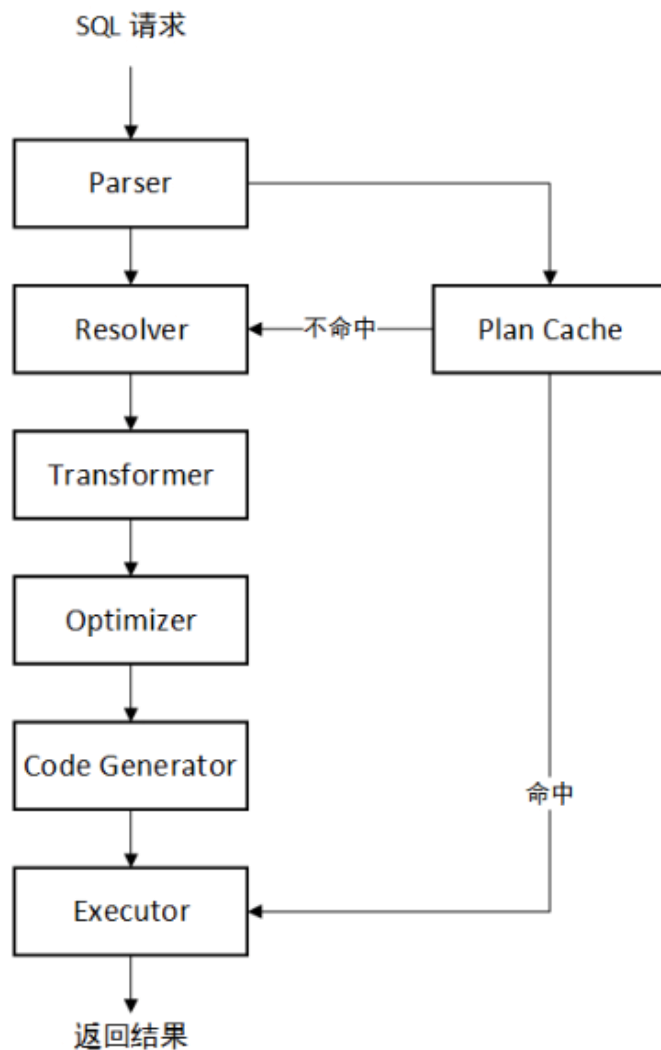 SQL 请求
Parser
Resolver
不命中
Plan Cache
Transformer
Optimizer
Code Generator
命中
Executor
返回结果